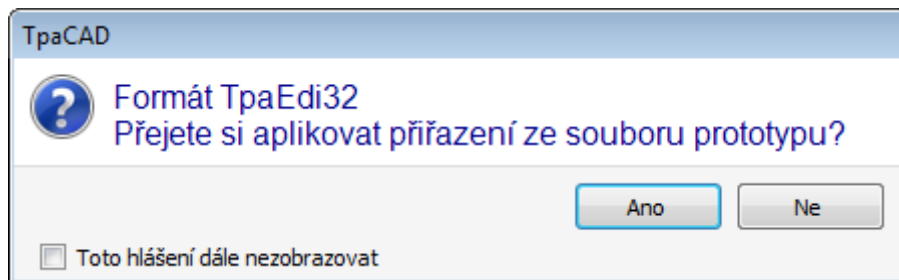 TpaCAD
Formát TpaEdi32
Přejete si aplikovat přiřazení ze souboru prototypu?
Ano
Ne
Toto hlášení dále nezobrazovat